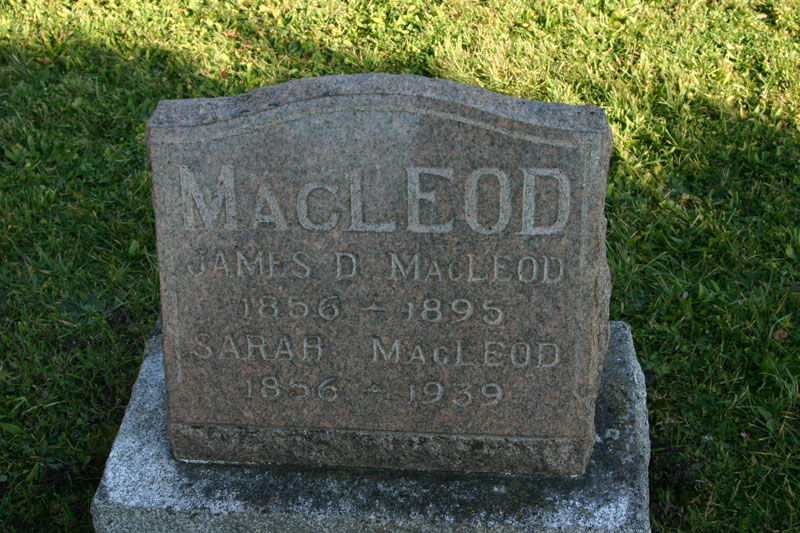 MacLEOD
JAMES D. MacLEOD
1856 - 1895
SARAH MacLEOD
1856 - 1939